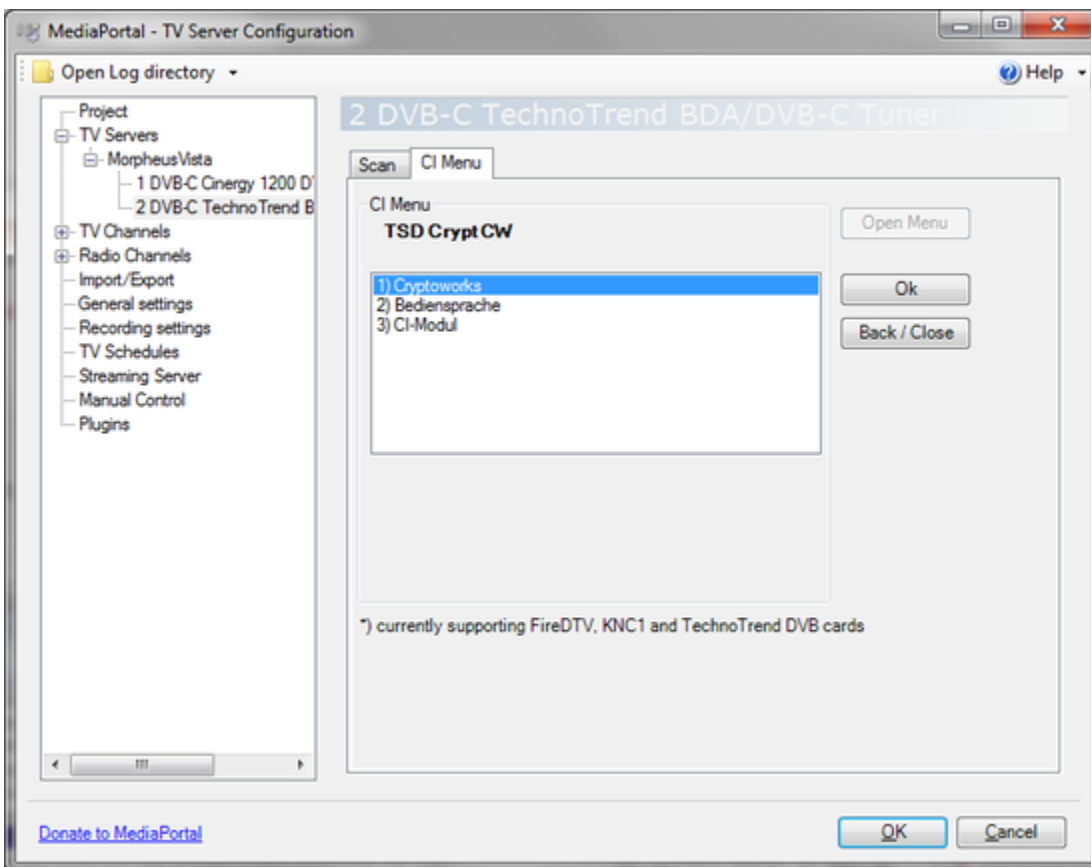 MediaPortal - TV Server Configuration
Open Log directory
Help
Project
TV Servers
MorpheusVista
1 DVB-C Cinergy 1200 D
2 DVB-C TechnoTrend B
TV Channels
Radio Channels
Import/Export
General settings
Recording settings
TV Schedules
Streaming Server
Manual Control
Plugins
2 DVB-C TechnoTrend BDA/DVB-C Tuner
Scan
CI Menu
CI Menu
TSD Crypt CW
Open Menu
1) Cryptoworks
2) Bediensprache
3) CI-Modul
Ok
Back / Close
*) currently supporting FireDTV, KNC1 and TechnoTrend DVB cards
Donate to MediaPortal
OK
Cancel